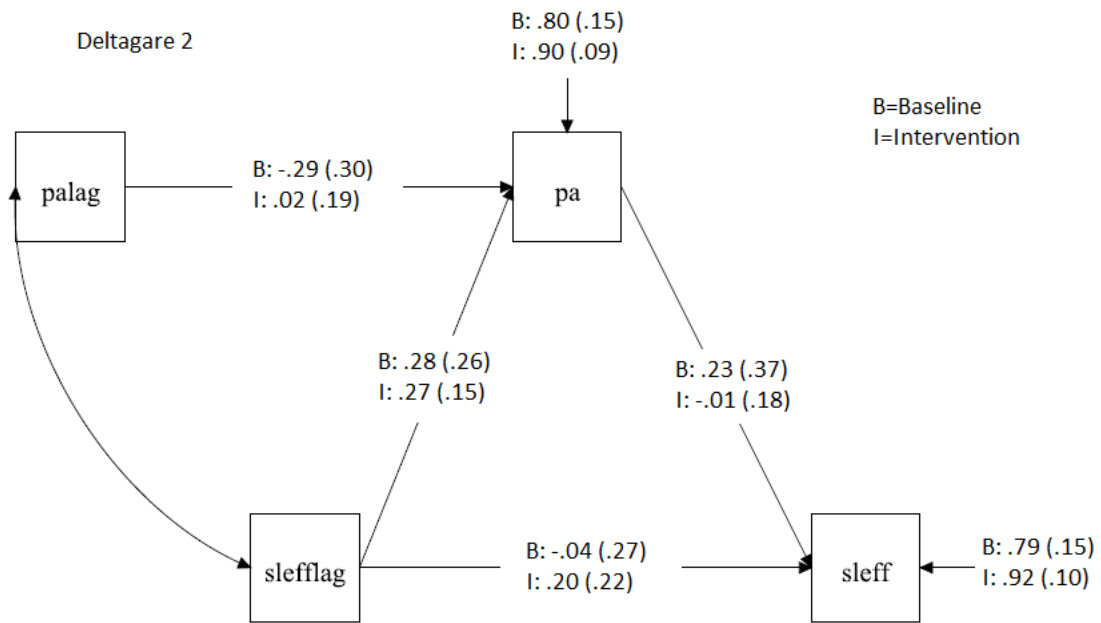 Deltagare 2
B: .80 (.15)
I: .90 (.09)
B=Baseline
I=Intervention
palag
B: -.29 (.30)
I: .02 (.19)
pa
B: .28 (.26)
I: .27 (.15)
B: .23 (.37)
I: -.01 (.18)
slefflag
B: -.04 (.27)
I: .20 (.22)
sleff
B: .79 (.15)
I: .92 (.10)